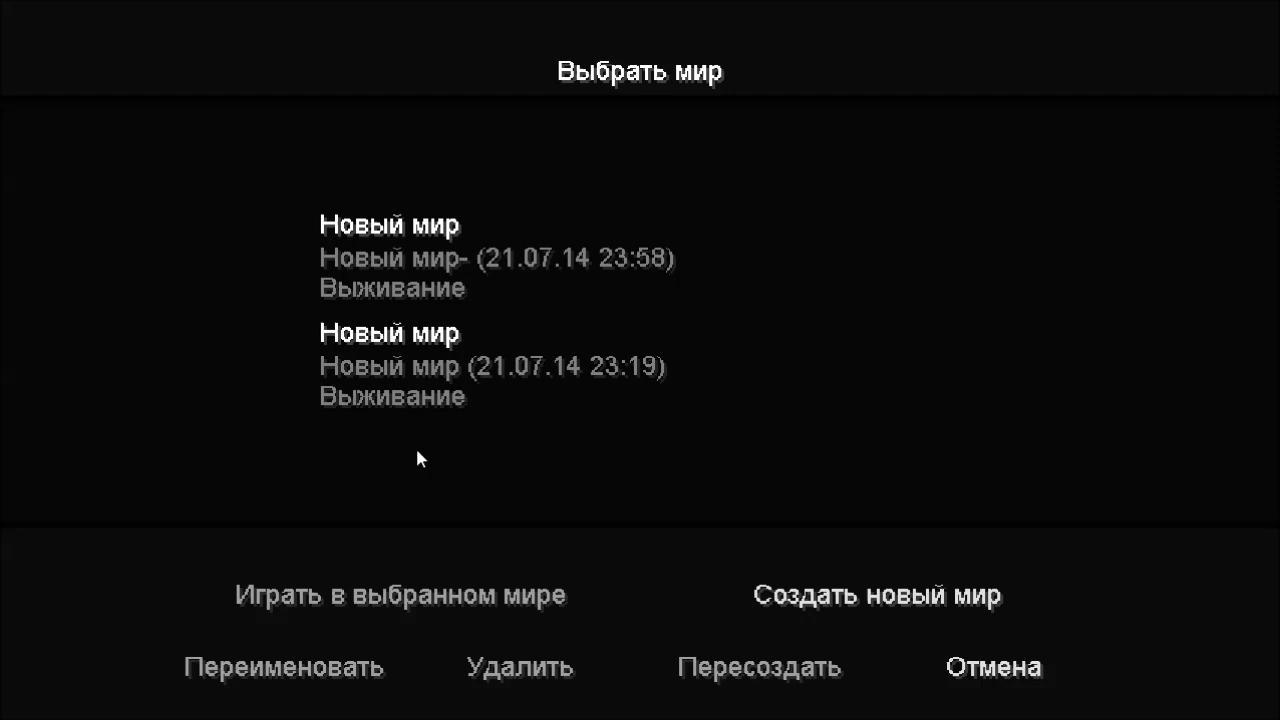 Выбрать мир
Новый мир
Новый мир- (21.07.14 23:58)
Выживание
Новый мир
Новый мир (21.07.14 23:19)
Выживание
Играть в выбранном мире
Создать новый мир
Переименовать
Удалить
Пересоздать
Отмена